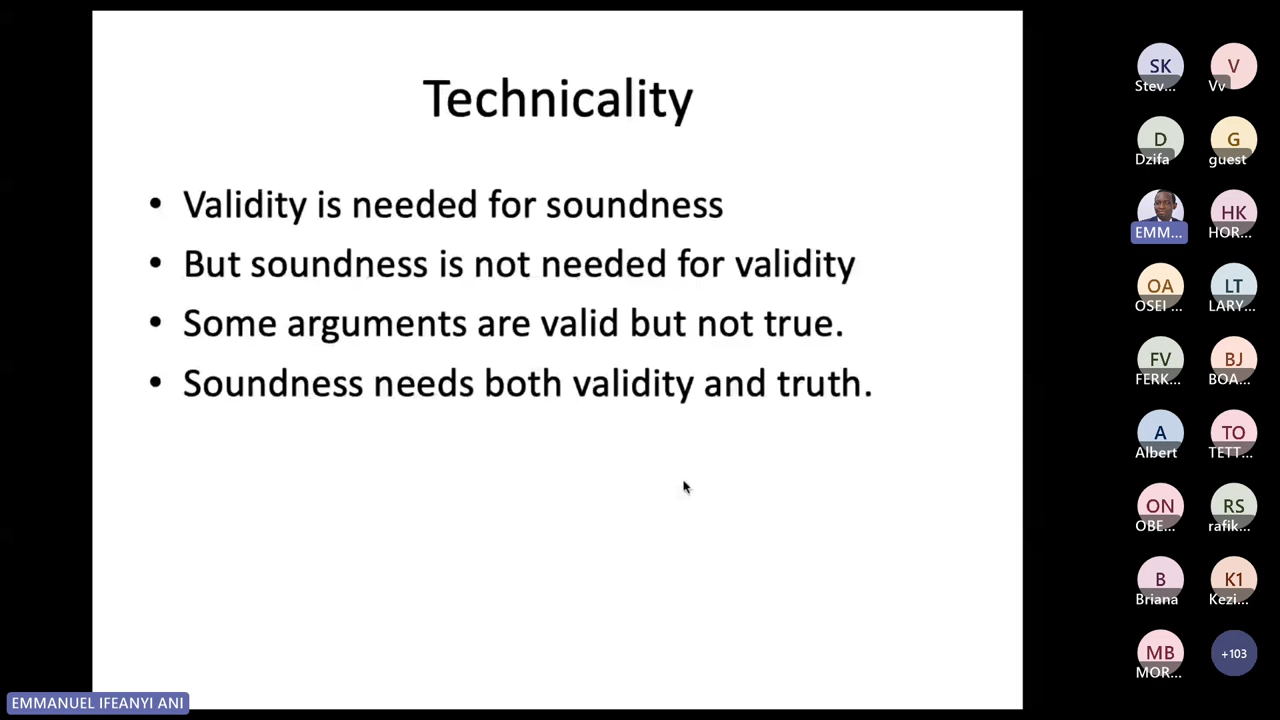 Technicality
• Validity is needed for soundness
• But soundness is not needed for validity
• Some arguments are valid but not true.
• Soundness needs both validity and truth.
SK
Stev...
V
Vv
D
Dzifa
G
guest
EMM...
HK
HOR...
OA
OSEI ...
LT
LARY...
FV
FERK...
BJ
BOA...
A
Albert
TO
TETT...
ON
OBE...
RS
rafik...
B
Briana
K1
Kezi...
MB
MOR...
+103
EMMANUEL IFEANYI ANI